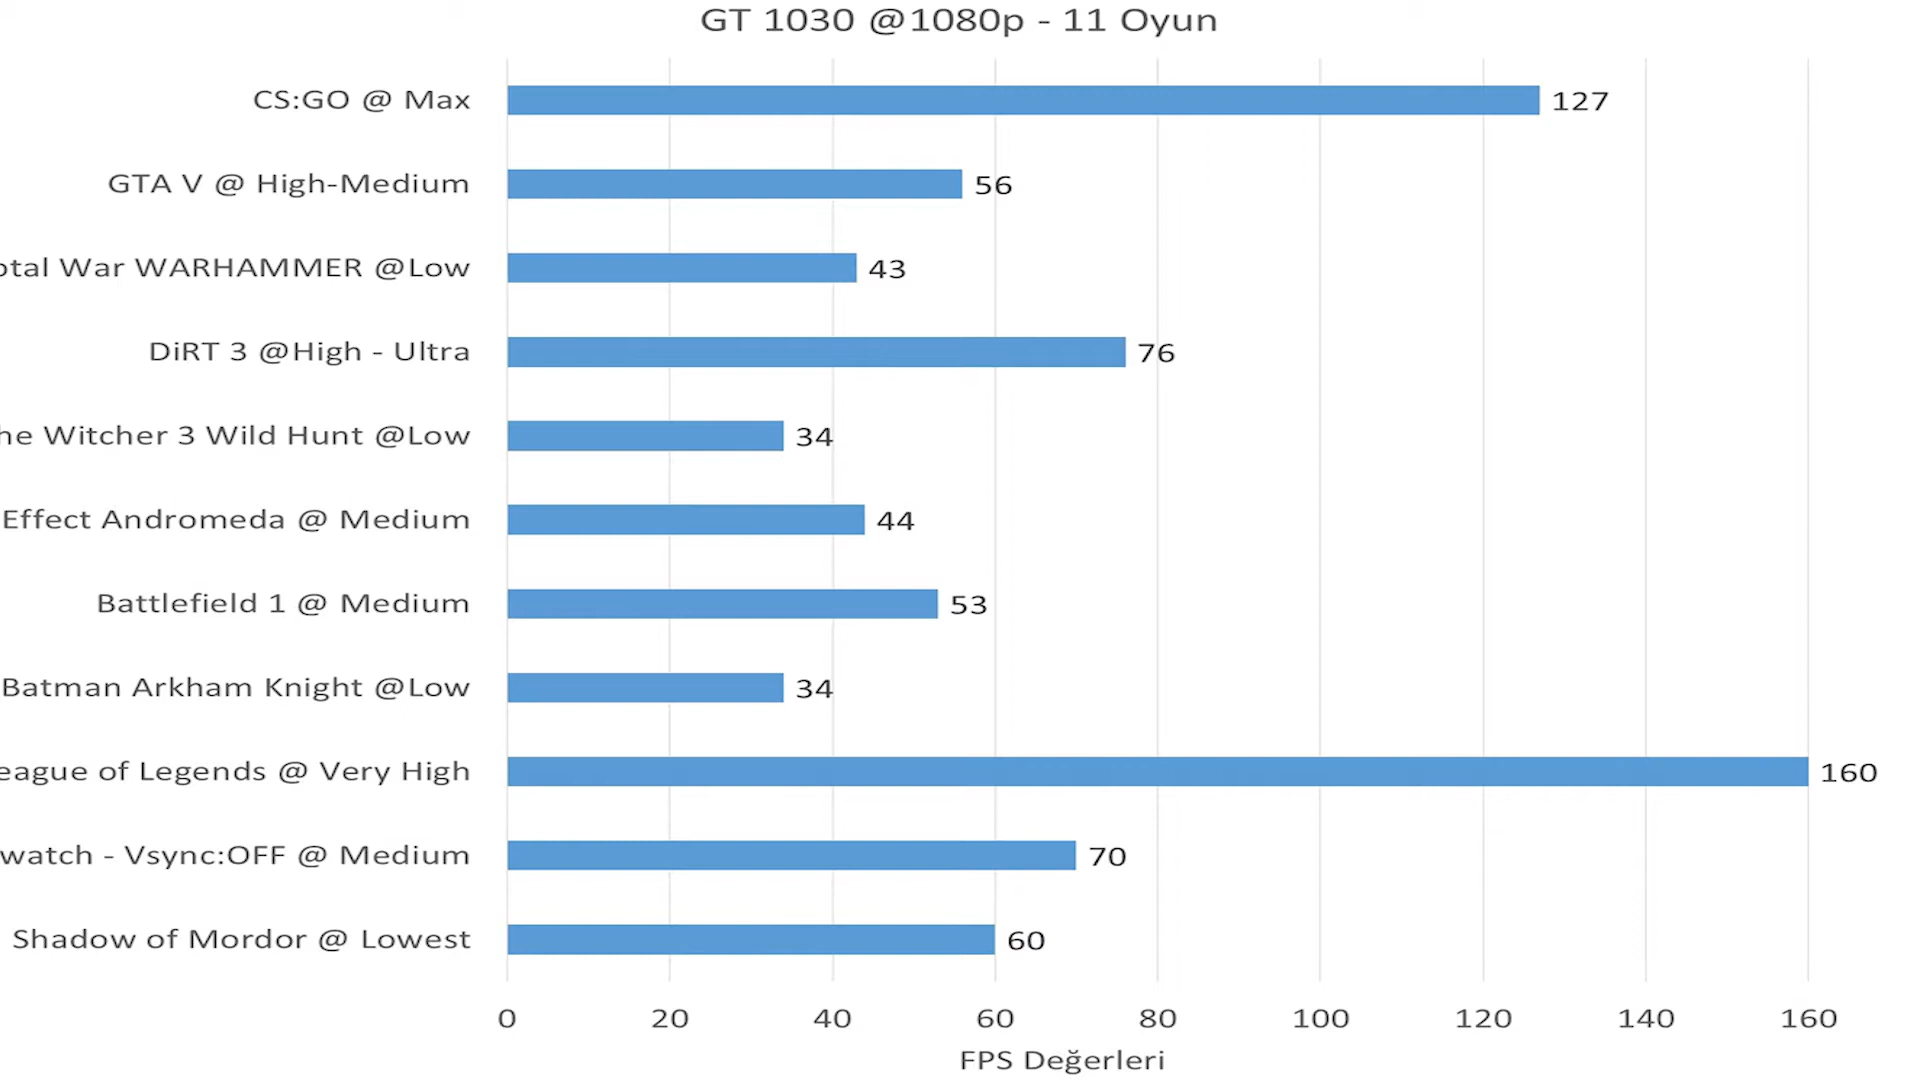 GT 1030 @1080p - 11 Oyun
CS:GO @ Max
127
GTA V @ High-Medium
56
otal War WARHAMMER @Low
43
DiRT 3 @High - Ultra
76
he Witcher 3 Wild Hunt @Low
34
Effect Andromeda @ Medium
44
Battlefield 1 @ Medium
53
Batman Arkham Knight @Low
34
eague of Legends @ Very High
160
watch - Vsync:OFF @ Medium
70
Shadow of Mordor @ Lowest
60
0 20 40 60 80 100 120 140 160
FPS Değerleri